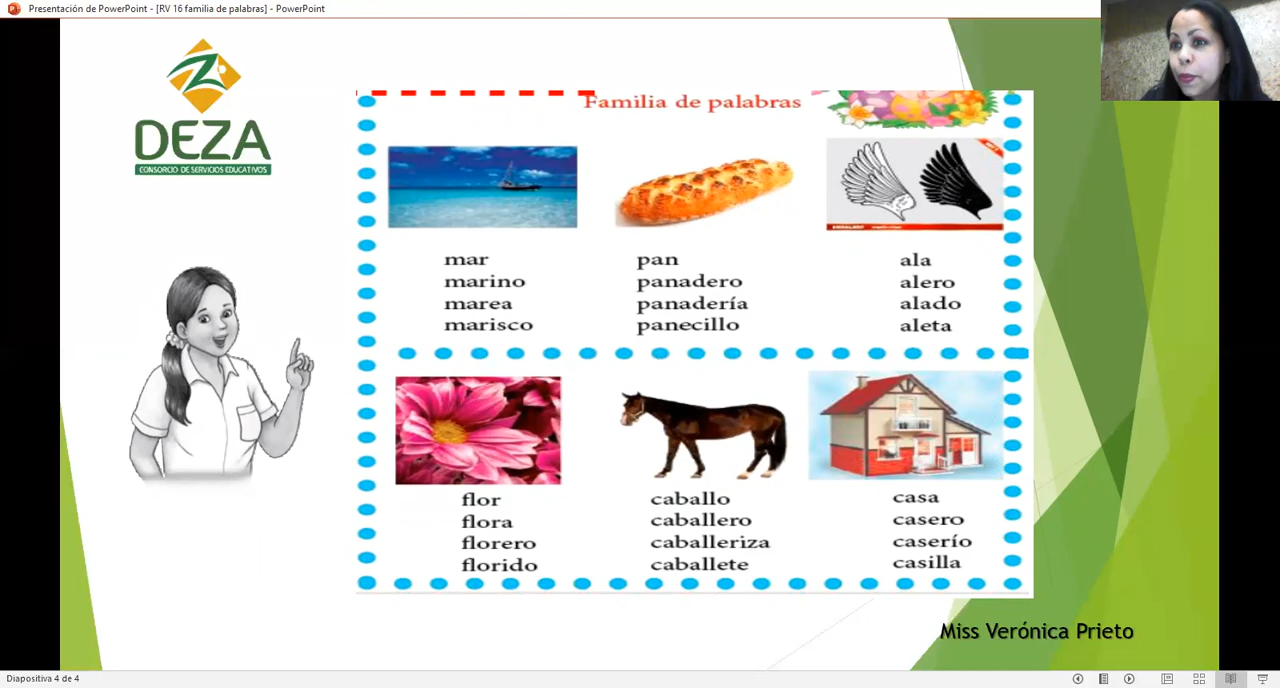 Presentación de PowerPoint - [RV 16 familia de palabras] - PowerPoint
DEZA
CONSORCIO DE SERVICIOS EDUCATIVOS
Familia de palabras
mar
marino
marea
marisco
pan
panadero
panadería
panecillo
ala
alero
alado
aleta
flor
flora
florero
florido
caballo
caballero
caballeriza
caballete
casa
casero
caserío
casilla
Miss Verónica Prieto
Diapositiva 4 de 4